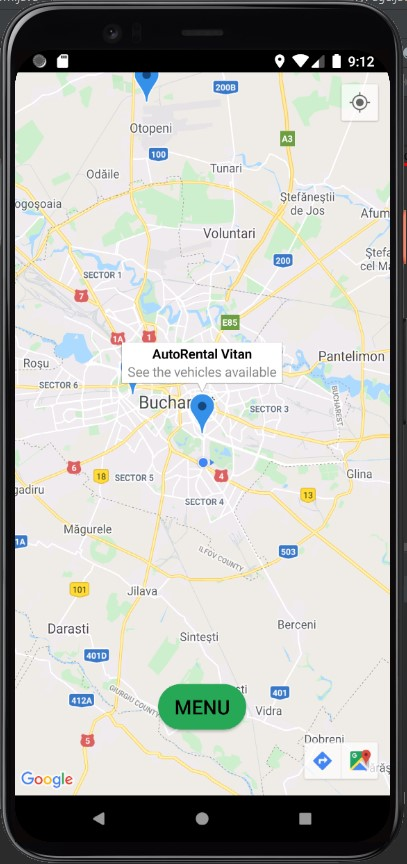 9:12
200B
Otopeni
A3
100
Tunari
Odăile
Ștefăneștii
de Jos
ogoșoaia
Afum
Voluntari
Ștefa
cel Ma
200
SECTOR 1
7
E85
1A
1
AutoRental Vitan
See the vehicles available
Roșu
Pantelimon
SECTOR 6
BUCHAREST
Buchar
t
SECTOR 3
6
18
SECTOR 5
4
Glina
13
gadiru
SECTOR 4
Măgurele
1A
ILFOV COUNTY
503
101
Jilava
Darasti
Berceni
Sintești
401D
GIURGIU COUNTY
ști
401
412A
MENU
Vidra
5
Dobreni
Google